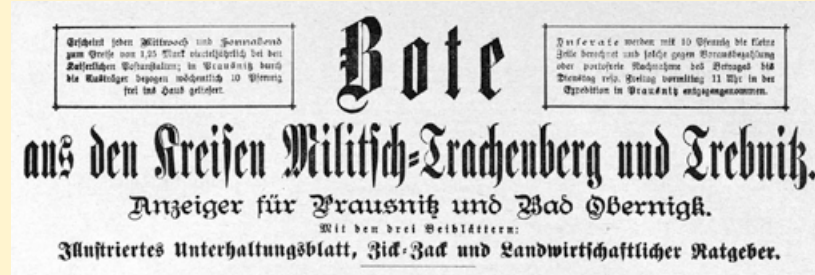 Erscheint jeden Mittwoch und Sonnabend
zum Preise von 1,25 Mark vierteljährlich bei den
Kaiserlichen Postanstalten; in Prausnitz durch
die Austräger bezogen wöchentlich 10 Pfennig
frei ins Haus geliefert.
Bote
Inserate werden mit 10 Pfennig die kleine
Zeile berechnet und solche gegen Vorausbezahlung
oder portofreie Nachnahme des Betrages bis
Dienstag resp. Freitag vormittag 11 Uhr in der
Expedition in Prausnitz entgegengenommen.
aus den Kreisen Militsch-Trachenberg und Trebnitz.
Anzeiger für Prausnitz und Bad Obernigk.
Mit den drei Beiblättern:
Illustriertes Unterhaltungsblatt, Zick-Zack und Landwirtschaftlicher Ratgeber.